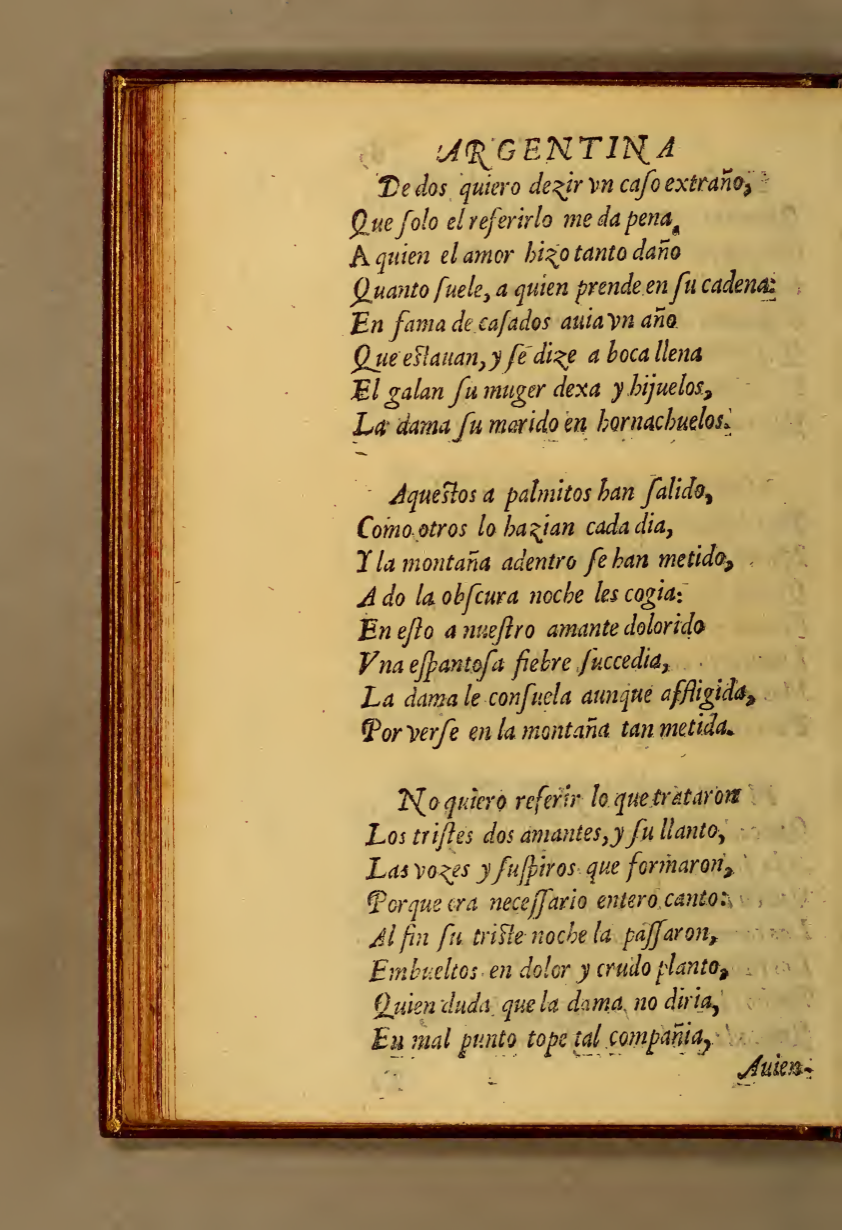 ARGENTINA
De dos quiero dezir vn caſo extraño,
Que ſolo el referirlo me da pena,
A quien el amor hizo tanto daño
Quanto ſuele, a quien prende en ſu cadena:
En fama de caſados auia vn año
Que eſtauan, y ſe dize a boca llena
El galan ſu muger dexa y hijuelos,
La dama ſu marido en hornachuelos.
Aqueſtos a palmitos han ſalido,
Como otros lo hazian cada dia,
Y la montaña adentro ſe han metido,
A do la obſcura noche les cogia:
En eſto a nueſtro amante dolorido
Vna eſpantoſa fiebre ſuccedia,
La dama le conſuela aunque affligida,
Por verſe en la montaña tan metida.
No quiero referir lo que trataron
Los triſtes dos amantes, y ſu llanto,
Las vozes y ſuſpiros que formaron,
Porque era neceſſario entero canto:
Al fin ſu triſte noche la paſſaron,
Embueltos en dolor y crudo planto,
Quien duda que la dama no diria,
En mal punto tope tal compañia,
Auien-